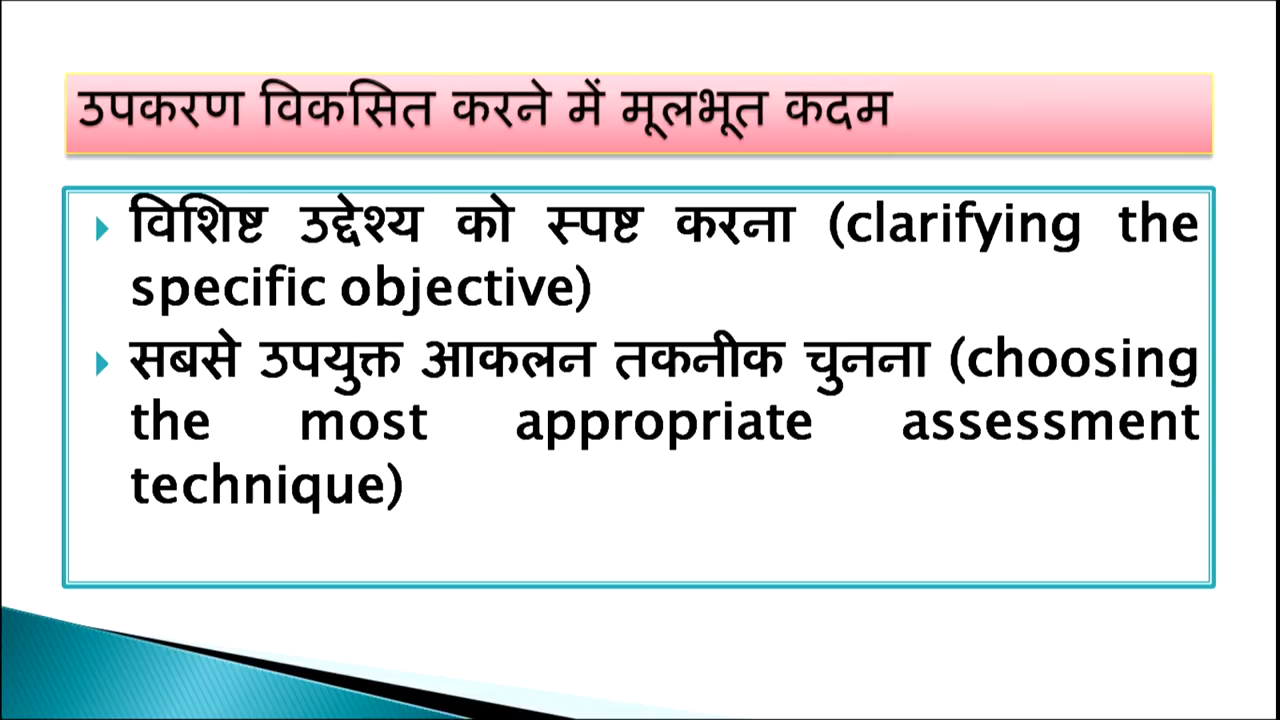 उपकरण विकसित करने में मूलभूत कदम
विशिष्ट उद्देश्य को स्पष्ट करना (clarifying the
specific objective)
सबसे उपयुक्त आकलन तकनीक चुनना (choosing
the most appropriate assessment
technique)